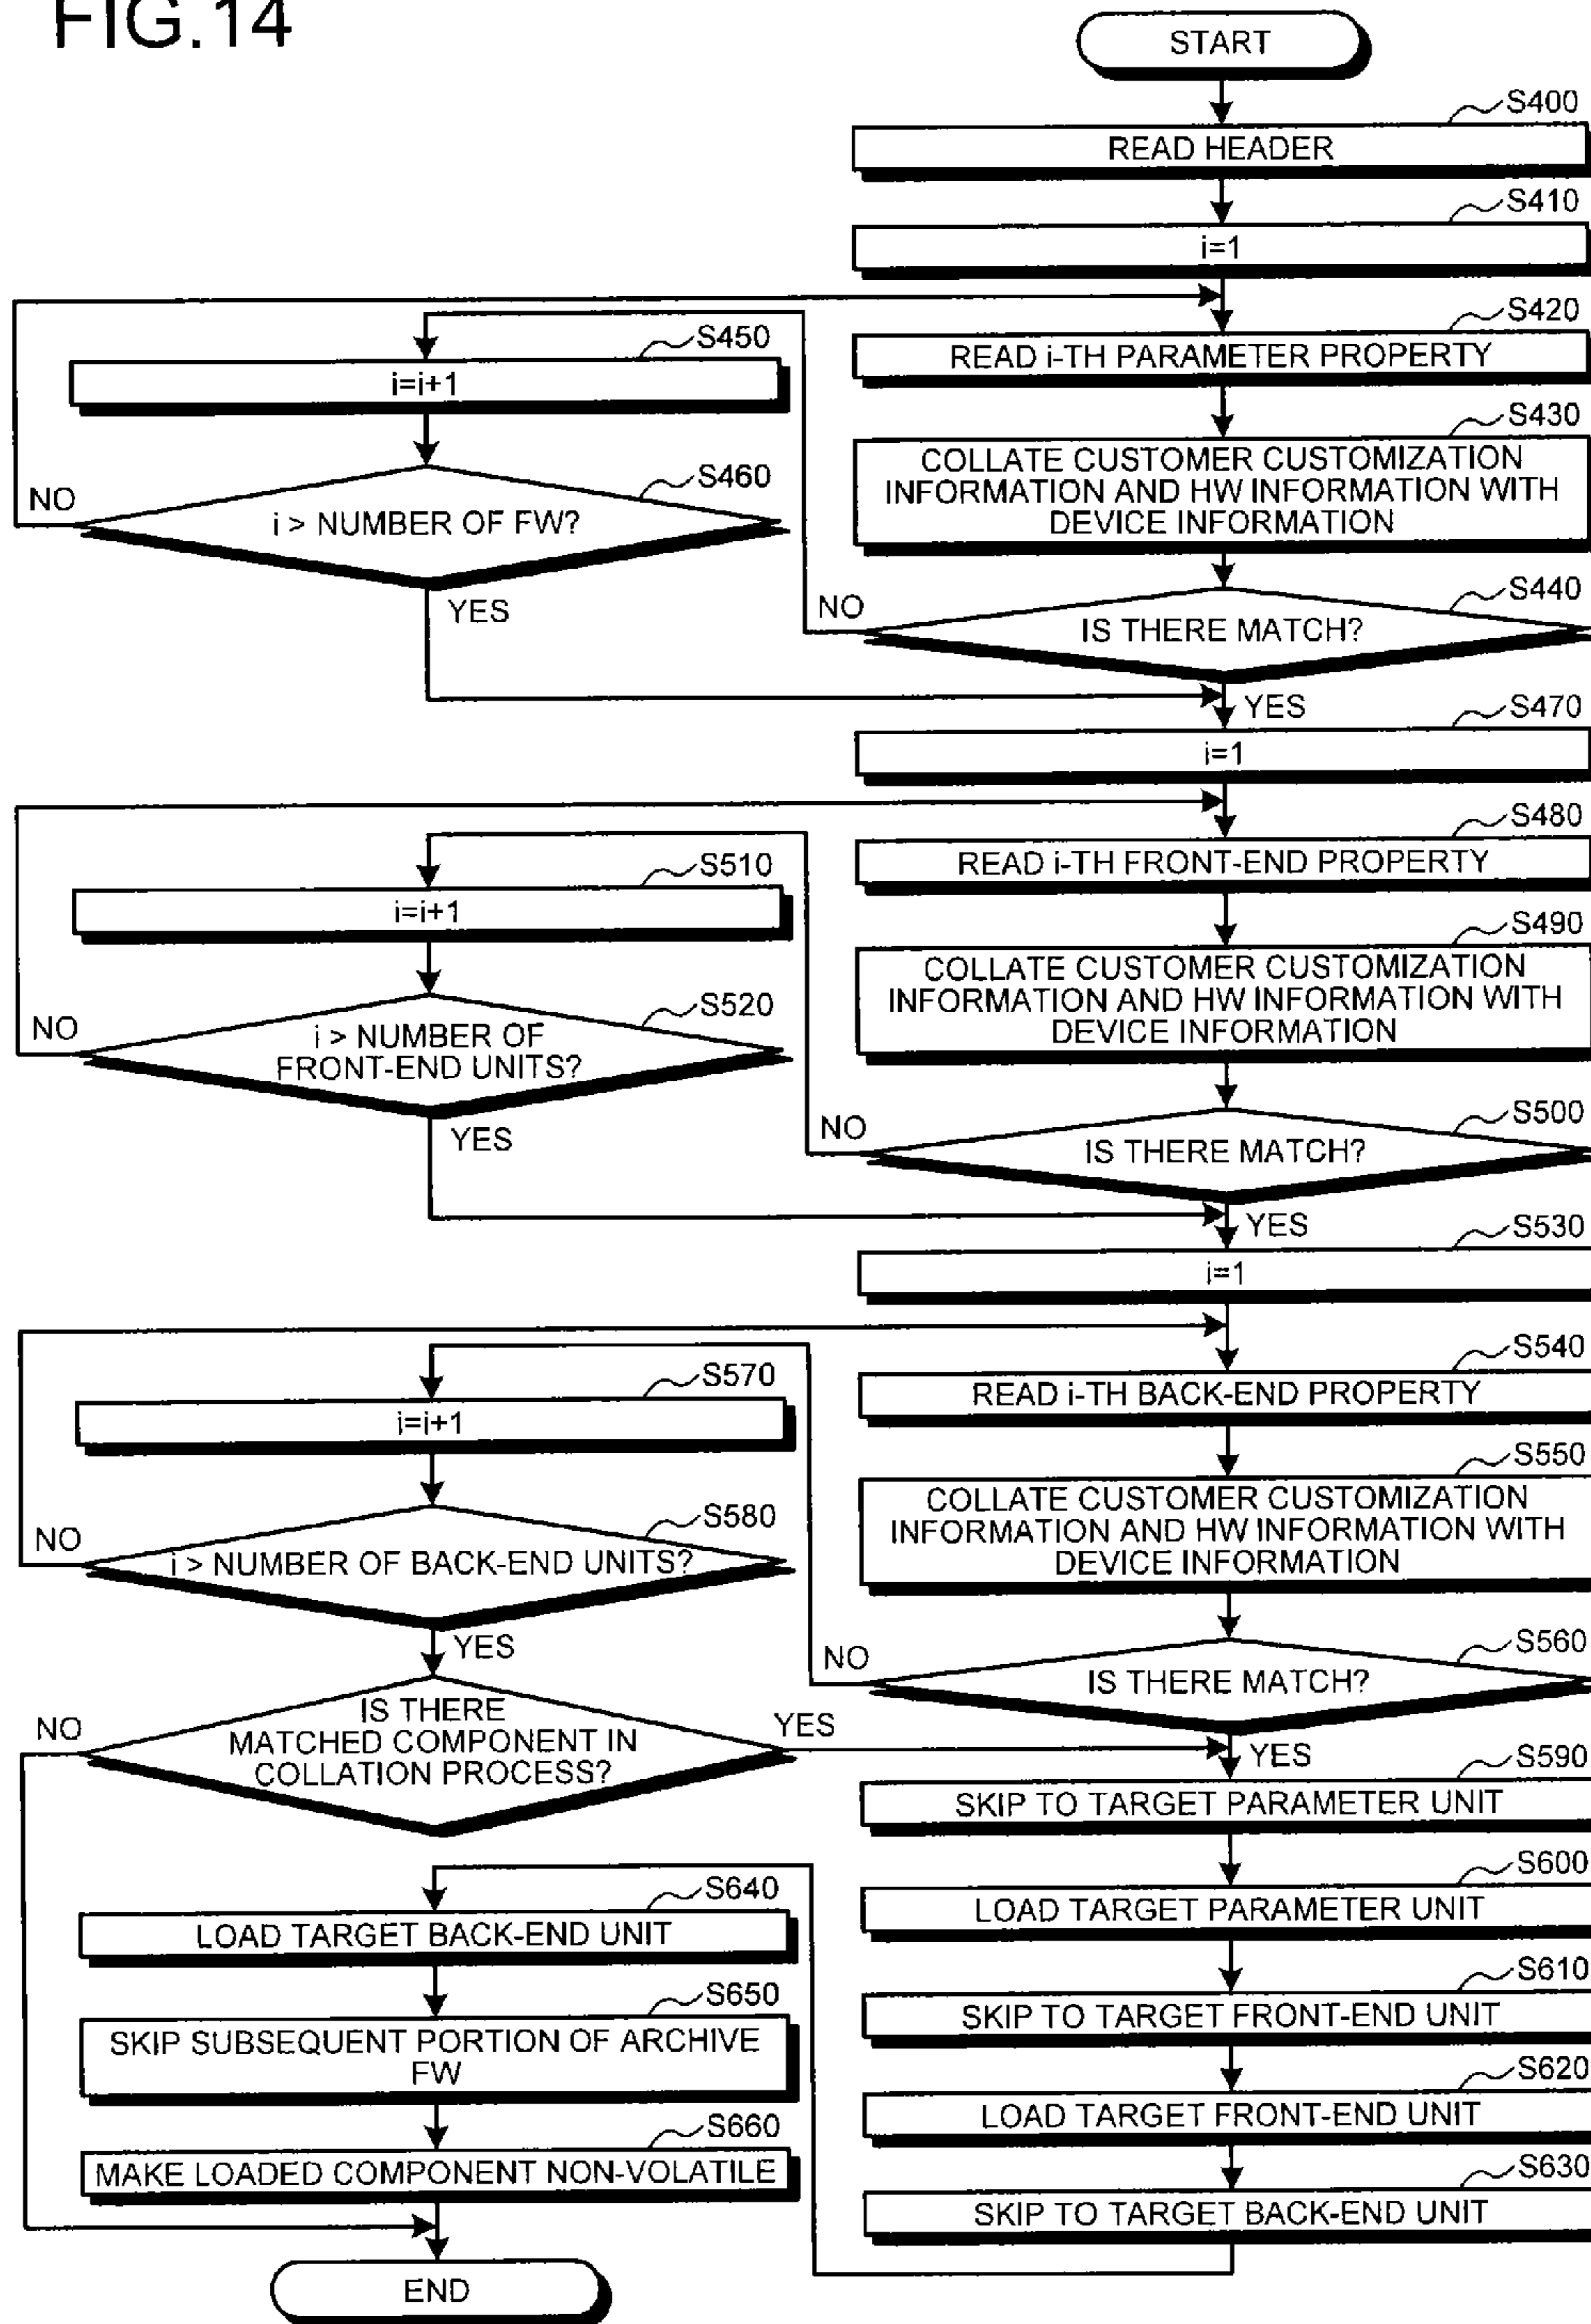 FIG.14
START
S400
READ HEADER
S410
i=1
S420
READ i-TH PARAMETER PROPERTY
S430
COLLATE CUSTOMER CUSTOMIZATION
INFORMATION AND HW INFORMATION WITH
DEVICE INFORMATION
S440
IS THERE MATCH?
NO
YES
S450
i=i+1
S460
i > NUMBER OF FW?
NO
YES
S470
i=1
S480
READ i-TH FRONT-END PROPERTY
S490
COLLATE CUSTOMER CUSTOMIZATION
INFORMATION AND HW INFORMATION WITH
DEVICE INFORMATION
S500
IS THERE MATCH?
NO
YES
S510
i=i+1
S520
i > NUMBER OF
FRONT-END UNITS?
NO
YES
S530
i=1
S540
READ i-TH BACK-END PROPERTY
S550
COLLATE CUSTOMER CUSTOMIZATION
INFORMATION AND HW INFORMATION WITH
DEVICE INFORMATION
S560
IS THERE MATCH?
NO
YES
S570
i=i+1
S580
i > NUMBER OF BACK-END UNITS?
NO
YES
IS THERE
MATCHED COMPONENT IN
COLLATION PROCESS?
NO
YES
S590
SKIP TO TARGET PARAMETER UNIT
S600
LOAD TARGET PARAMETER UNIT
S610
SKIP TO TARGET FRONT-END UNIT
S620
LOAD TARGET FRONT-END UNIT
S630
SKIP TO TARGET BACK-END UNIT
S640
LOAD TARGET BACK-END UNIT
S650
SKIP SUBSEQUENT PORTION OF ARCHIVE
FW
S660
MAKE LOADED COMPONENT NON-VOLATILE
END